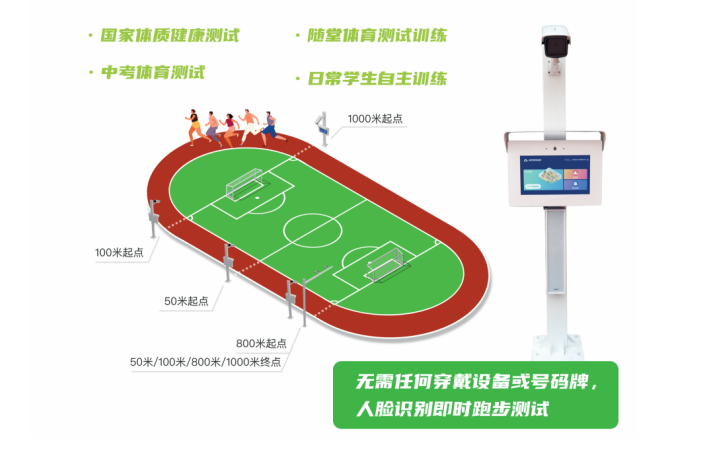 · 国家体质健康测试
· 随堂体育测试训练
· 中考体育测试
· 日常学生自主训练
1000米起点
100米起点
50米起点
800米起点
50米/100米/800米/1000米终点
无需任何穿戴设备或号码牌，
人脸识别即时跑步测试